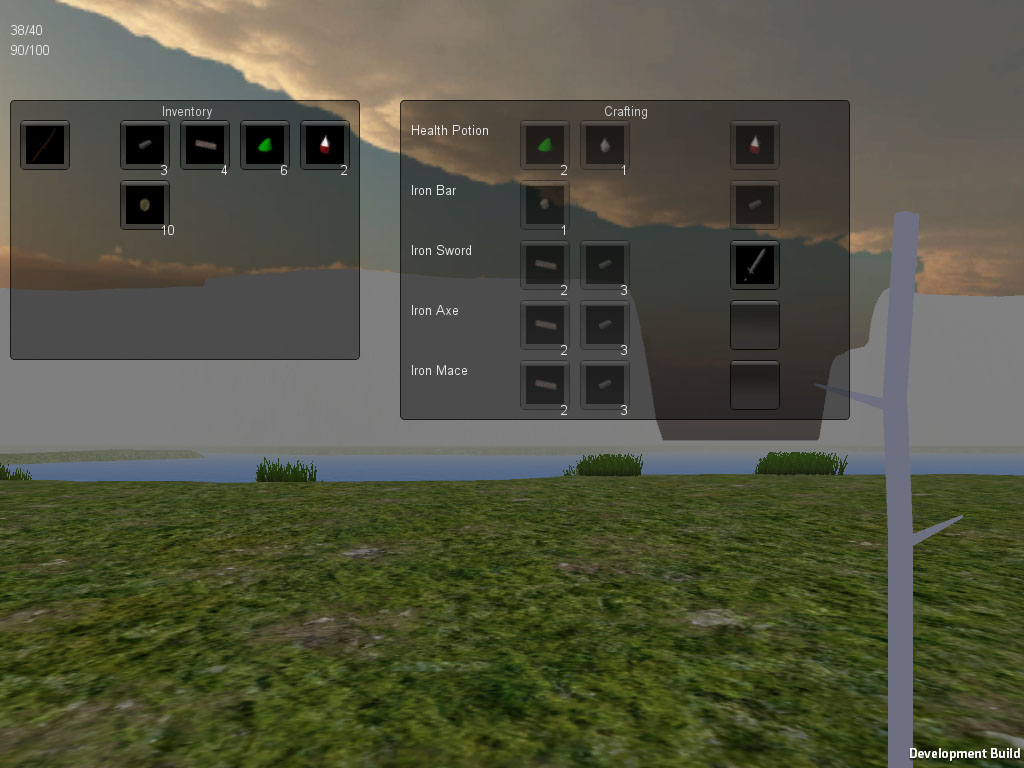 38/40
90/100
Inventory
3
4
6
2
10
Crafting
Health Potion
2
1
Iron Bar
1
Iron Sword
2
3
Iron Axe
2
3
Iron Mace
2
3
Development Build